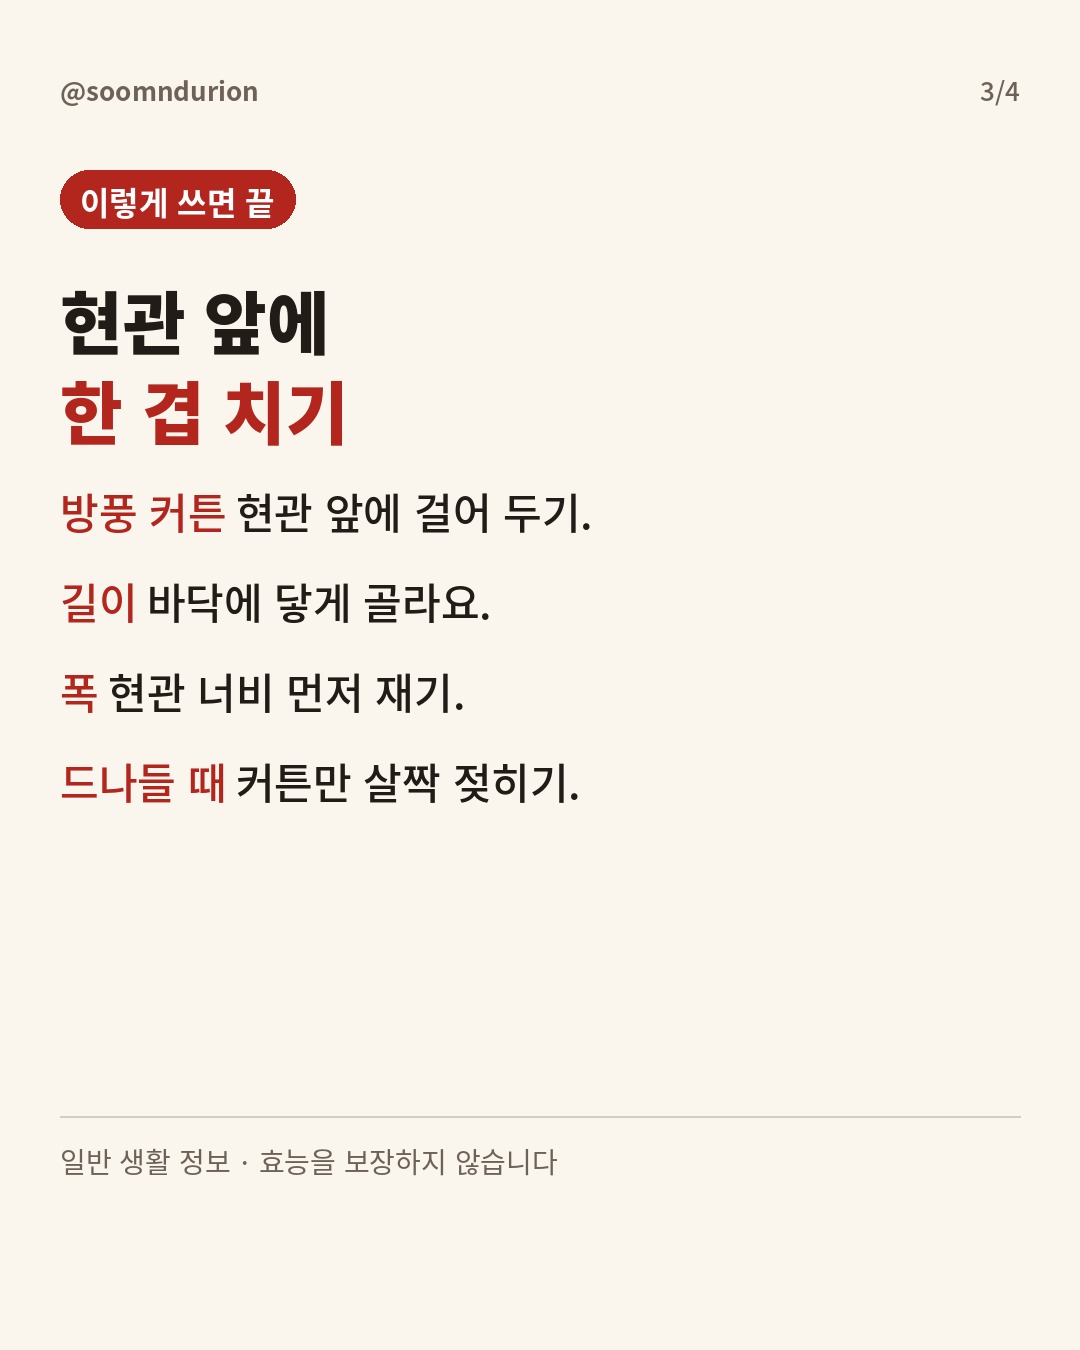 @soomndurion
3/4
이렇게 쓰면 끝
현관 앞에
한 겹 치기
방풍 커튼 현관 앞에 걸어 두기.
길이 바닥에 닿게 골라요.
폭 현관 너비 먼저 재기.
드나들 때 커튼만 살짝 젖히기.
일반 생활 정보 · 효능을 보장하지 않습니다